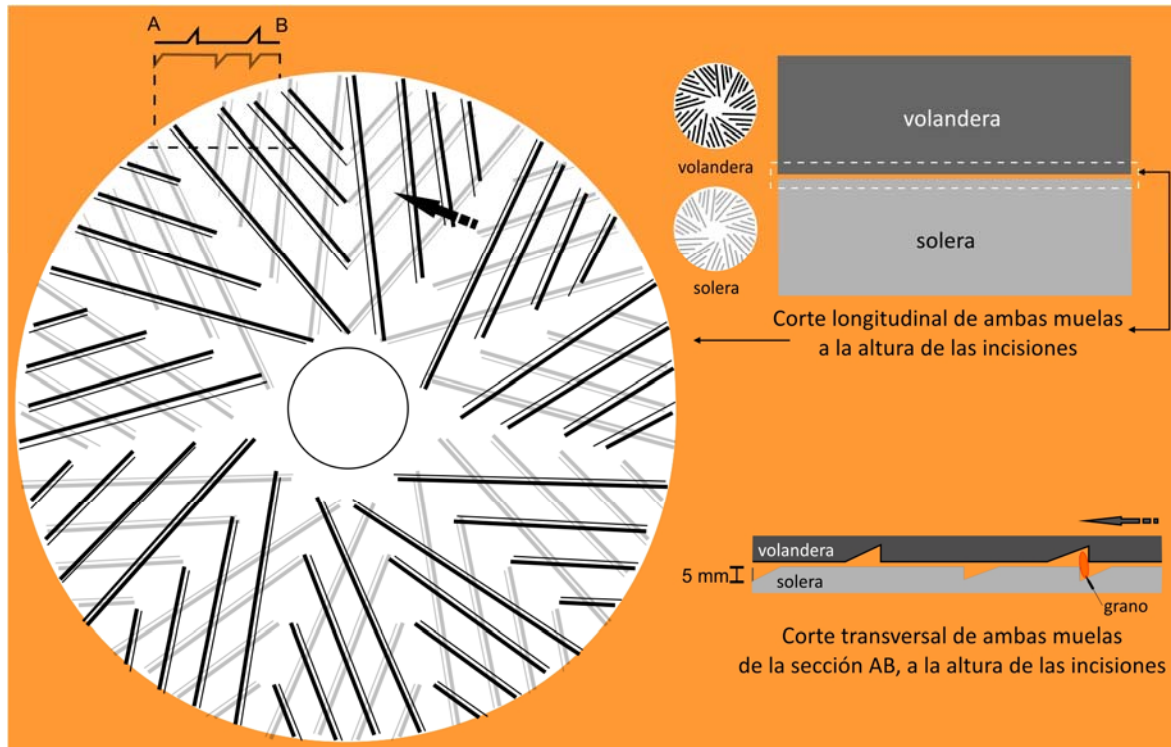 A B
volandera
solera
volandera
solera
Corte longitudinal de ambas muelas
a la altura de las incisiones
volandera
5 mm
solera
grano
Corte transversal de ambas muelas
de la sección AB, a la altura de las incisiones